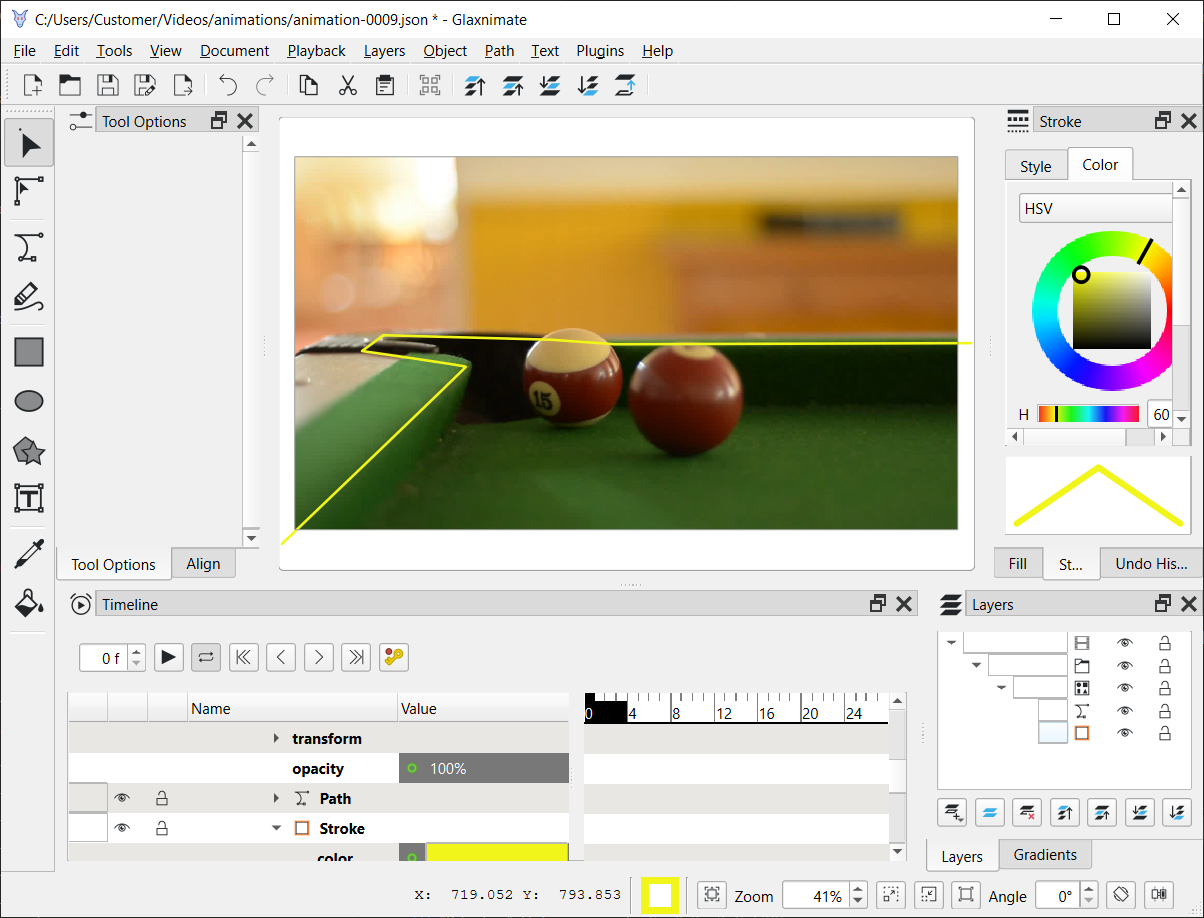 C:/Users/Customer/Videos/animations/animation-0009.json * - Glaxnimate
File Edit Tools View Document Playback Layers Object Path Text Plugins Help
Tool Options
Stroke
Style Color
HSV
15
H 60
Tool Options Align
Fill St... Undo His...
Timeline
Layers
0 f
Name Value
0 4 8 12 16 20 24
transform
opacity 100%
Path
Stroke
color
Layers Gradients
X: 719.052 Y: 793.853 Zoom 41% Angle 0°